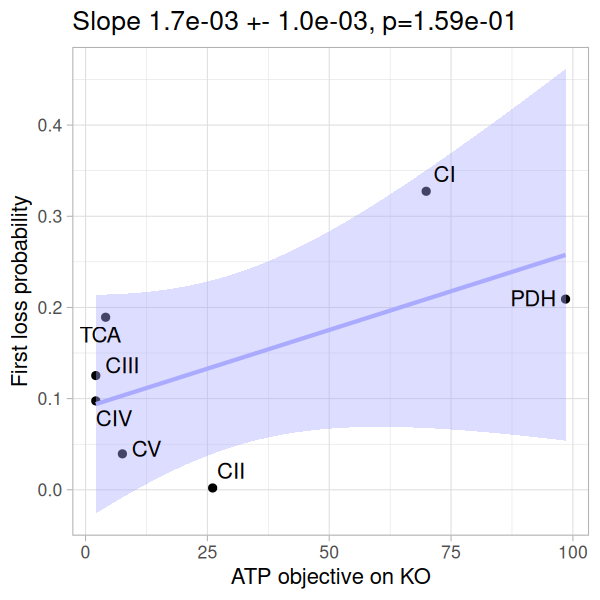 Slope 1.7e-03 +- 1.0e-03, p=1.59e-01
First loss probability
0.4
0.3
0.2
0.1
0.0
CI
PDH
TCA
CIII
CIV
CV
CII
0
25
50
75
100
ATP objective on KO